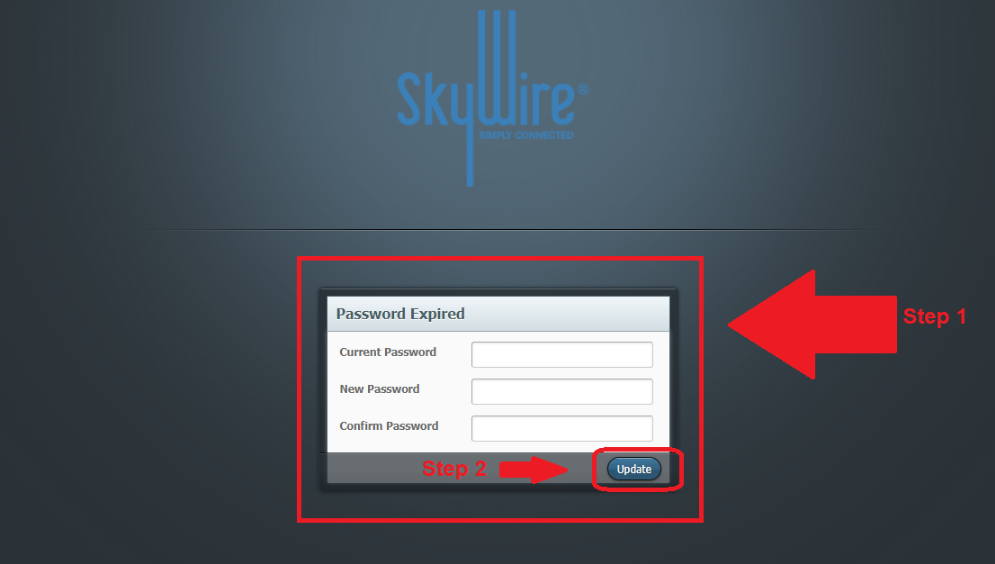 SkyWire®
SIMPLY CONNECTED
Step 1
Password Expired
Current Password
New Password
Confirm Password
Step 2
Update